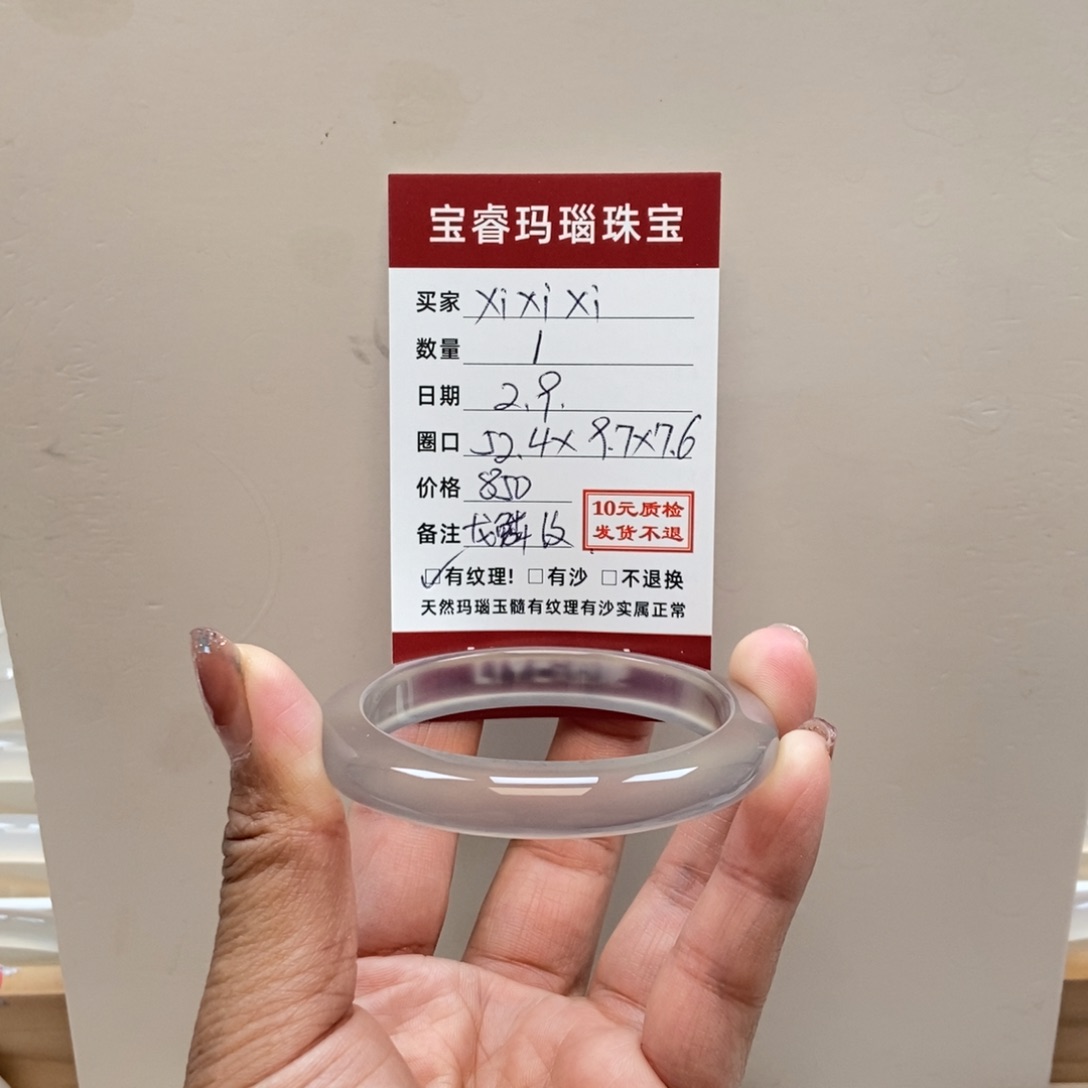 宝睿玛瑙珠宝
买家 xi xi xi
数量 1
日期 2.9.
圈口 52.4x9.7x7.6
价格 850
10元质检
发货不退
备注 龙鳞纹
☑有纹理! □有沙 □不退换
天然玛瑙玉髓有纹理有沙实属正常